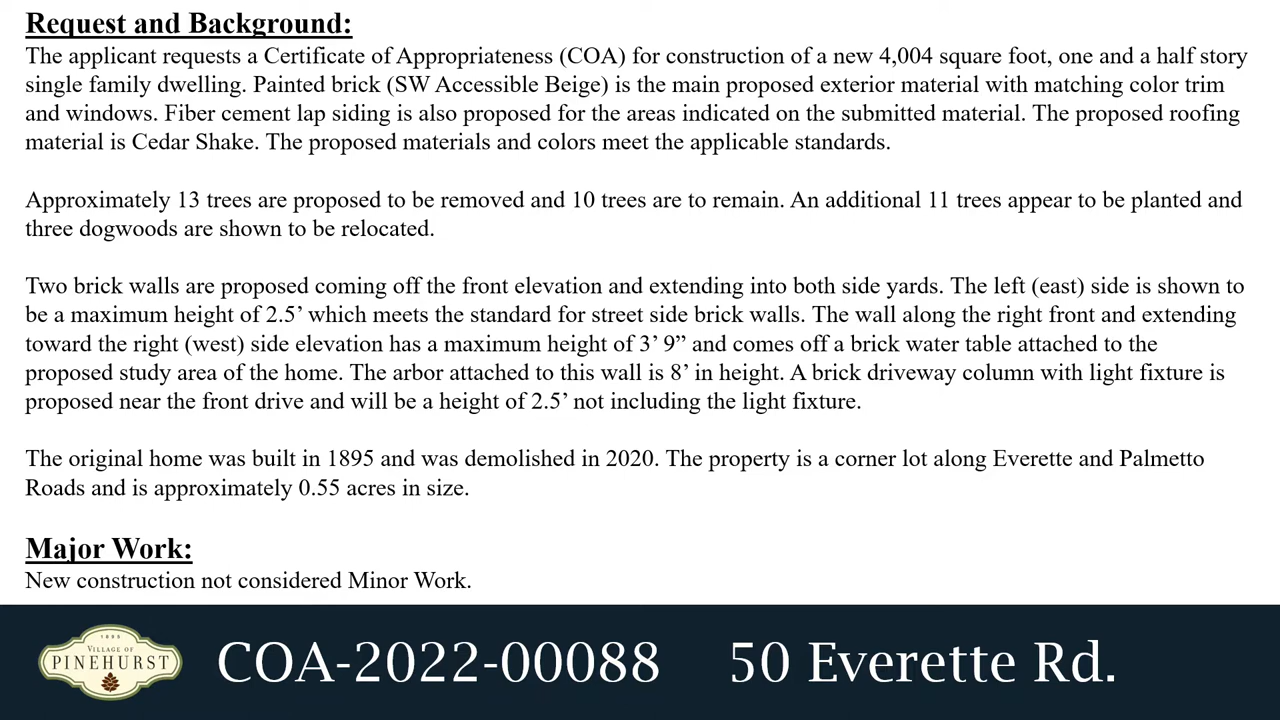 Request and Background:
The applicant requests a Certificate of Appropriateness (COA) for construction of a new 4,004 square foot, one and a half story
single family dwelling. Painted brick (SW Accessible Beige) is the main proposed exterior material with matching color trim
and windows. Fiber cement lap siding is also proposed for the areas indicated on the submitted material. The proposed roofing
material is Cedar Shake. The proposed materials and colors meet the applicable standards.
Approximately 13 trees are proposed to be removed and 10 trees are to remain. An additional 11 trees appear to be planted and
three dogwoods are shown to be relocated.
Two brick walls are proposed coming off the front elevation and extending into both side yards. The left (east) side is shown to
be a maximum height of 2.5’ which meets the standard for street side brick walls. The wall along the right front and extending
toward the right (west) side elevation has a maximum height of 3’ 9” and comes off a brick water table attached to the
proposed study area of the home. The arbor attached to this wall is 8’ in height. A brick driveway column with light fixture is
proposed near the front drive and will be a height of 2.5’ not including the light fixture.
The original home was built in 1895 and was demolished in 2020. The property is a corner lot along Everette and Palmetto
Roads and is approximately 0.55 acres in size.
Major Work:
New construction not considered Minor Work.
1895
VILLAGE OF
PINEHURST
COA-2022-00088 50 Everette Rd.